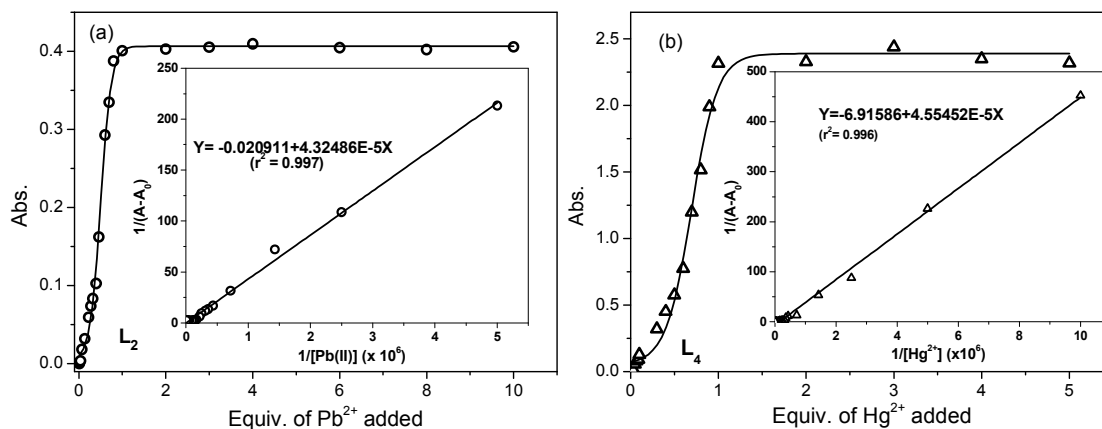 (a)
Abs.
0.4
0.3
0.2
0.1
0.0
0
2
4
6
8
10
Equiv. of Pb²⁺ added
L₂
250
200
150
100
50
0
0
1
2
3
4
5
1/(A-A₀)
1/[Pb(II)] (x 10⁶)
Y= -0.020911+4.32486E-5X
(r² = 0.997)
(b)
Abs.
2.5
2.0
1.5
1.0
0.5
0.0
0
1
2
3
4
5
Equiv. of Hg²⁺ added
L₄
500
400
300
200
100
0
0
2
4
6
8
10
1/(A-A₀)
1/[Hg²⁺] (x10⁶)
Y=-6.91586+4.55452E-5X
(r² = 0.996)